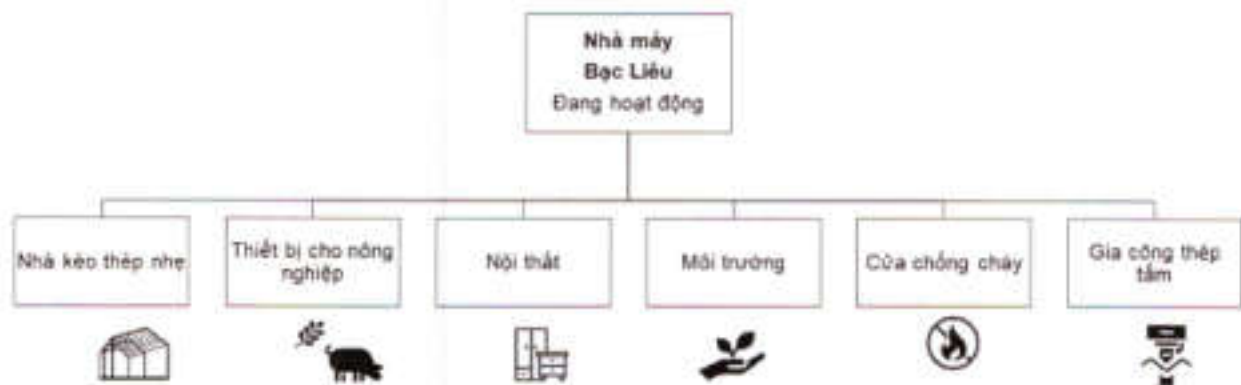 Nhà máy
Bạc Liêu
Đang hoạt động
Nhà kèo thép nhẹ
Thiết bị cho nông
nghiệp
Nội thất
Môi trường
Cửa chống cháy
Gia công thép
tấm